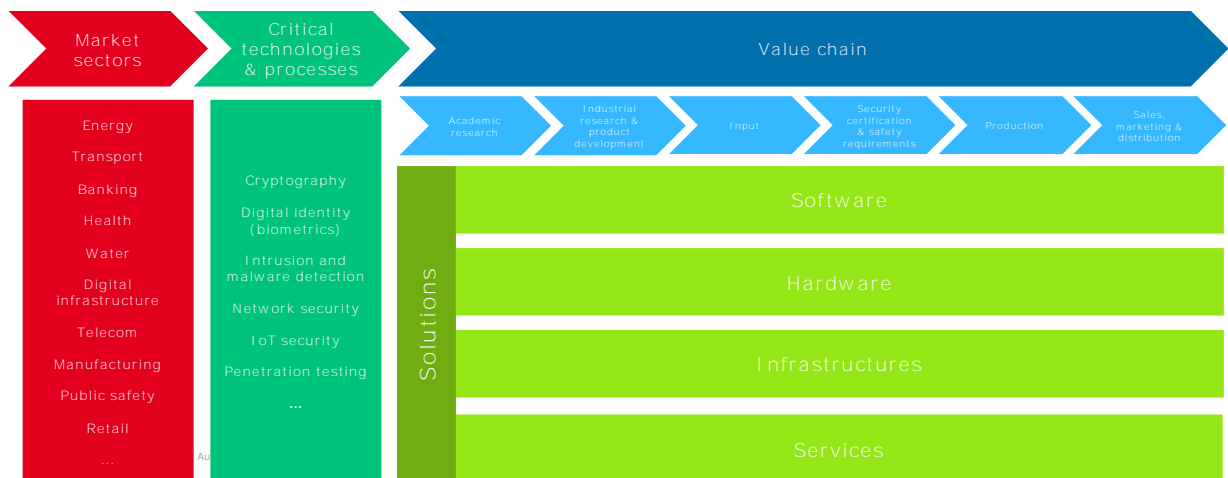 Market
sectors
Critical
technologies
& processes
Value chain
Energy
Transport
Banking
Health
Water
Digital
infrastructure
Telecom
Manufacturing
Public safety
Retail
...
Cryptography
Digital identity
(biometrics)
Intrusion and
malware detection
Network security
IoT security
Penetration testing
...
Academic
research
Industrial
research &
product
development
Input
Security
certification
& safety
requirements
Production
Sales,
marketing &
distribution
Solutions
Software
Hardware
Infrastructures
Services
Au